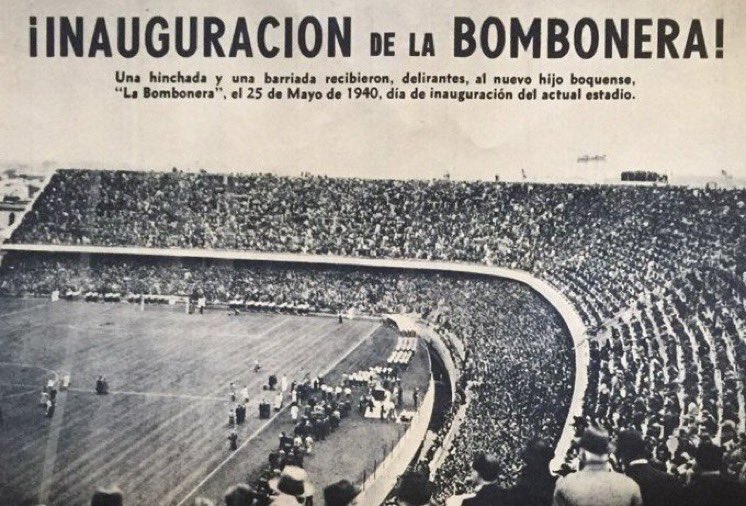 ¡INAUGURACION DE LA BOMBONERA!
Una hinchada y una barriada recibieron, delirantes, al nuevo hijo boquense,
"La Bombonera", el 25 de Mayo de 1940, día de inauguración del actual estadio.